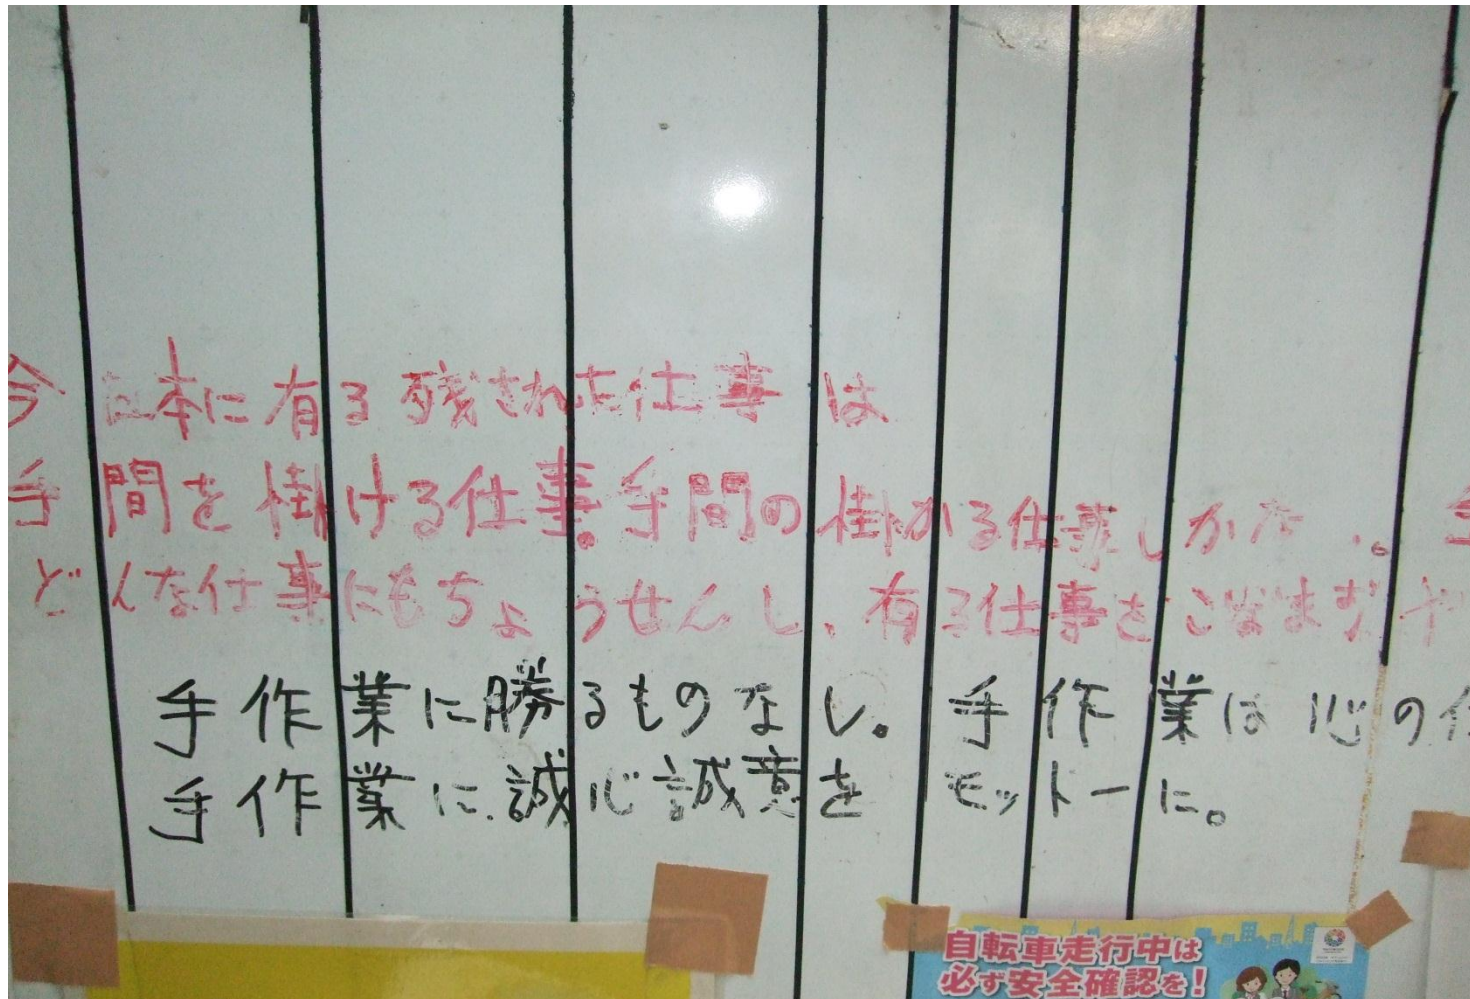 今日本に有る残された仕事は
手間を掛ける仕事。手間の掛かる仕事しかな
どんな仕事にもちょうせんし、有る仕事をこなます
手作業に勝るものなし。手作業は心の
手作業に誠心誠意をモットーに。
自転車走行中は
必ず安全確認を!